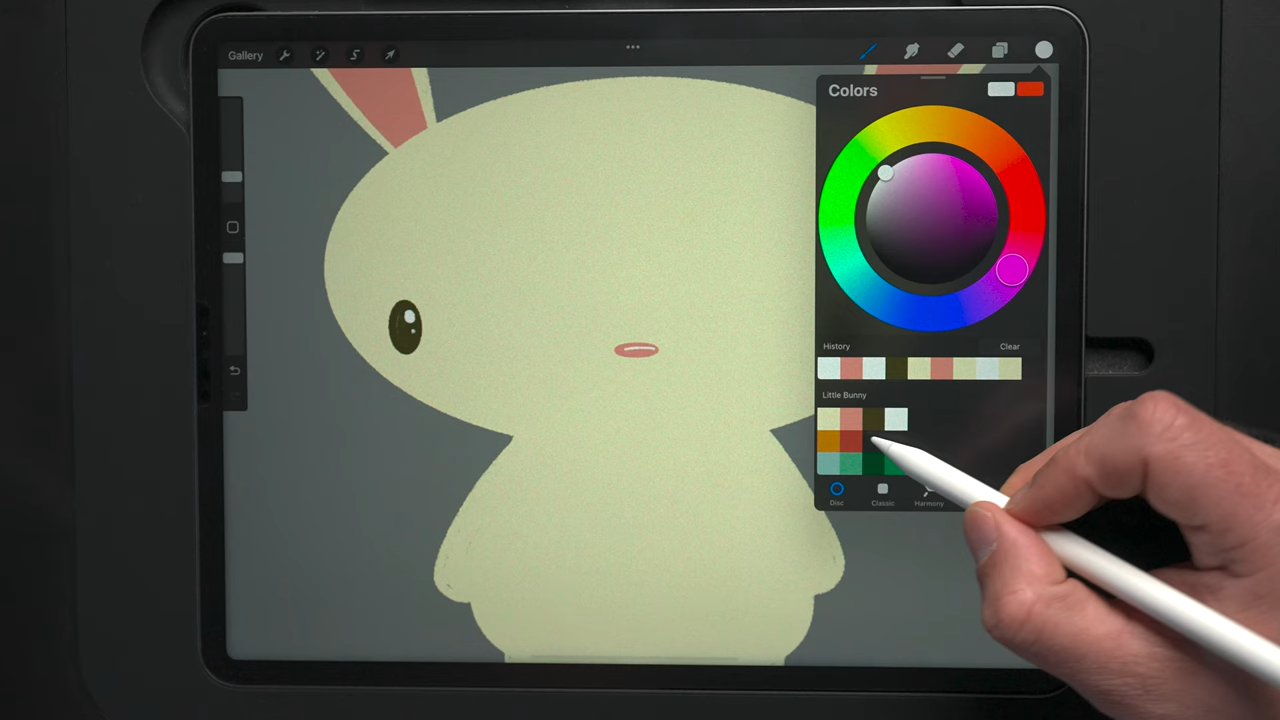 Gallery
Colors
History
Clear
Little Bunny
Disc
Classic
Harmony